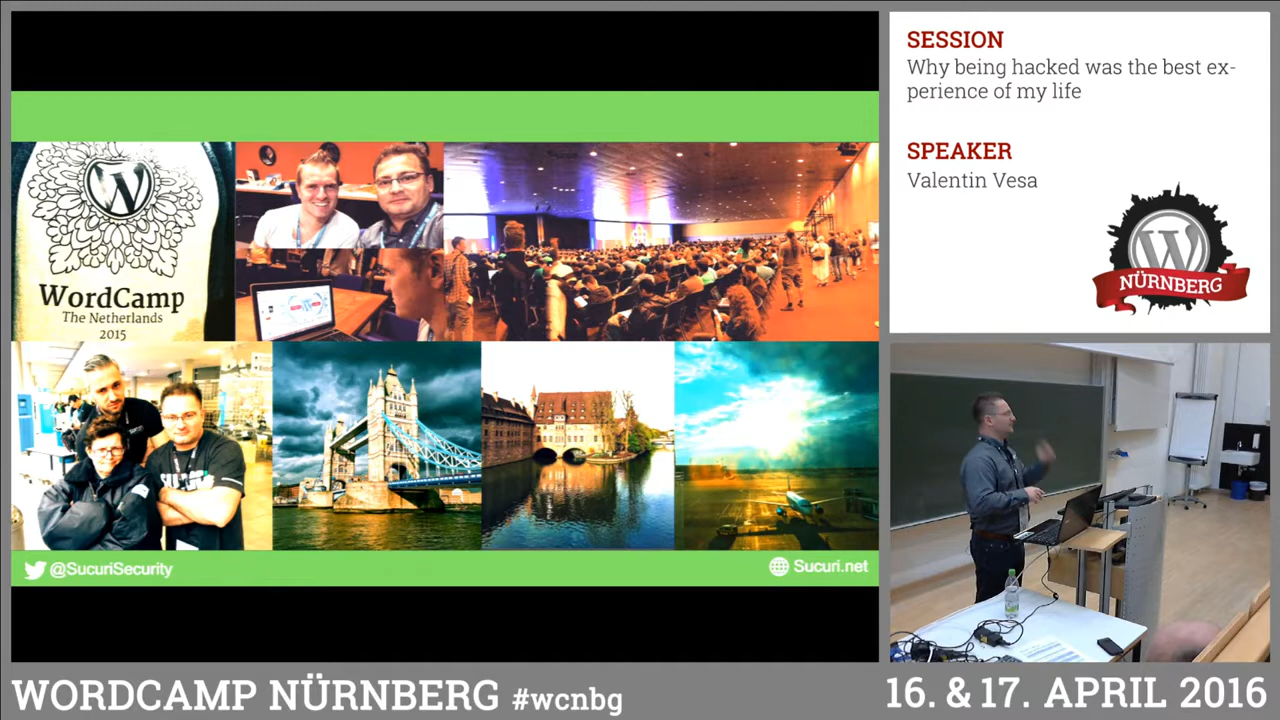 WordCamp
The Netherlands
2015
@SucuriSecurity
Sucuri.net
SESSION
Why being hacked was the best ex-
perience of my life
SPEAKER
Valentin Vesa
NÜRNBERG
WORDCAMP NÜRNBERG #wcnbg
16. & 17. APRIL 2016